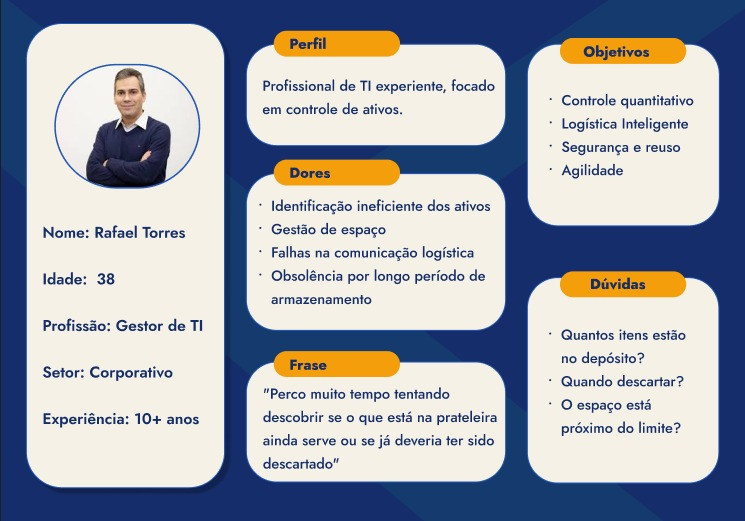 Nome: Rafael Torres
Idade:  38
Profissão: Gestor de TI
Setor: Corporativo
Experiência: 10+ anos
Perfil
Profissional de TI experiente, focado
em controle de ativos.
Dores
· Identificação ineficiente dos ativos
· Gestão de espaço
· Falhas na comunicação logística
· Obsolência por longo período de
armazenamento
Frase
"Perco muito tempo tentando
descobrir se o que está na prateleira
ainda serve ou se já deveria ter sido
descartado"
Objetivos
· Controle quantitativo
· Logística Inteligente
· Segurança e reuso
· Agilidade
Dúvidas
· Quantos itens estão
no depósito?
· Quando descartar?
· O espaço está
próximo do limite?